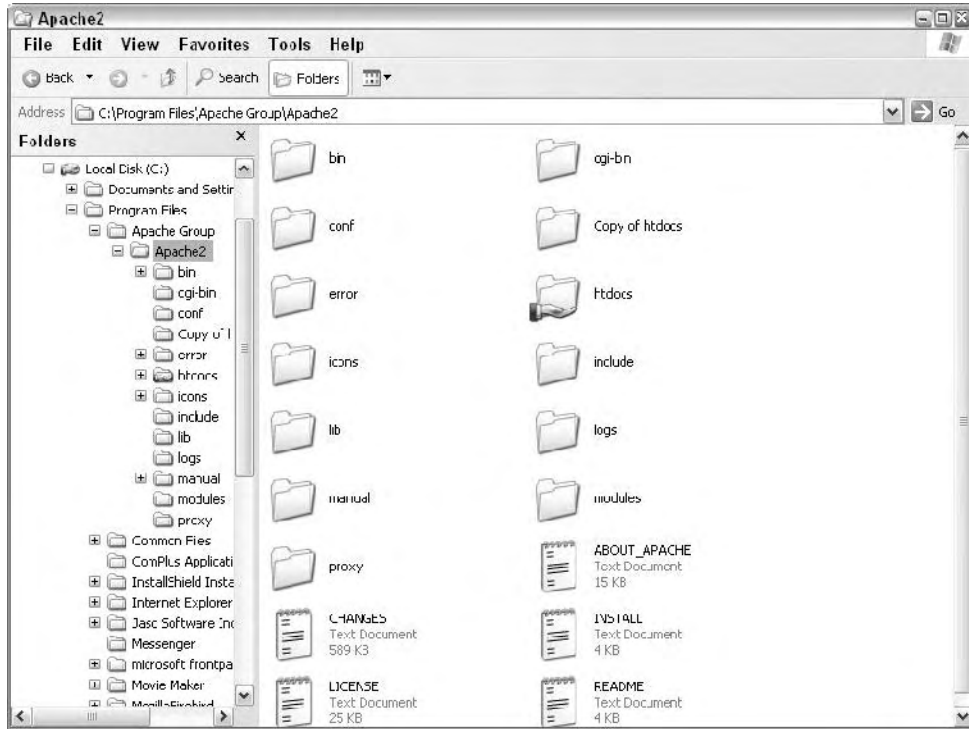 Apache2
File Edit View Favorites Tools Help
Back Search Folders
Address C:\Program Files\Apache Group\Apache2 Go
Folders
Local Disk (C:)
Documents and Settin
Program Files
Apache Group
Apache2
bin
cgi-bin
conf
Copy of
error
htdocs
icons
include
lib
logs
manual
modules
proxy
Common Files
ComPlus Applicati
InstallShield Insta
Internet Explorer
Jasc Software Inc
Messenger
microsoft frontpa
Movie Maker
bin
cgi-bin
conf
Copy of htdocs
error
htdocs
icons
include
lib
logs
manual
modules
proxy
ABOUT_APACHE
Text Document
15 KB
CHANGES
Text Document
589 KB
INSTALL
Text Document
4 KB
LICENSE
Text Document
25 KB
README
Text Document
4 KB